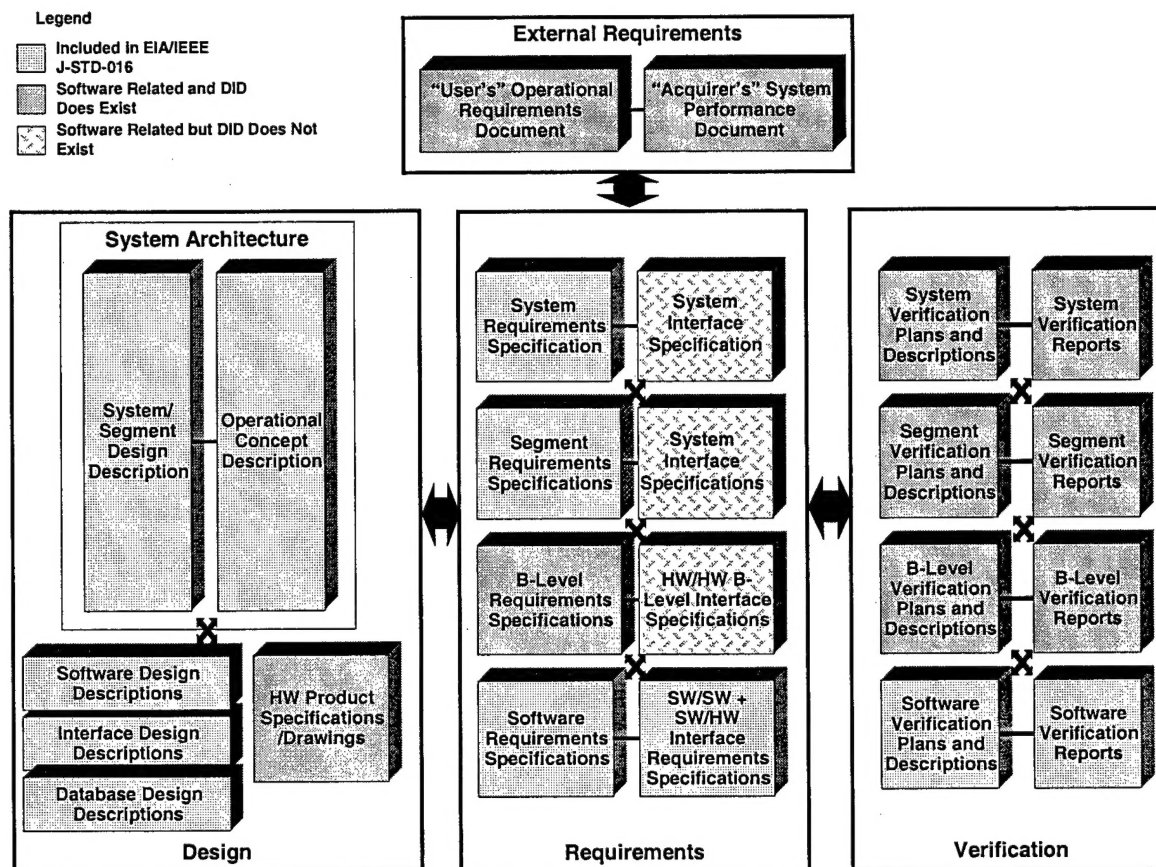 Legend
Included in EIA/IEEE
J-STD-016
Software Related and DID
Does Exist
Software Related but DID Does Not
Exist
External Requirements
“User's” Operational
Requirements
Document
“Acquirer's” System
Performance
Document
System Architecture
System/
Segment
Design
Description
Operational
Concept
Description
Software Design
Descriptions
Interface Design
Descriptions
Database Design
Descriptions
HW Product
Specifications
/Drawings
Design
System
Requirements
Specification
System
Interface
Specification
Segment
Requirements
Specifications
System
Interface
Specifications
B-Level
Requirements
Specifications
HW/HW B-
Level Interface
Specifications
Software
Requirements
Specifications
SW/SW +
SW/HW
Interface
Requirements
Specifications
Requirements
System
Verification
Plans and
Descriptions
System
Verification
Reports
Segment
Verification
Plans and
Descriptions
Segment
Verification
Reports
B-Level
Verification
Plans and
Descriptions
B-Level
Verification
Reports
Software
Verification
Plans and
Descriptions
Software
Verification
Reports
Verification